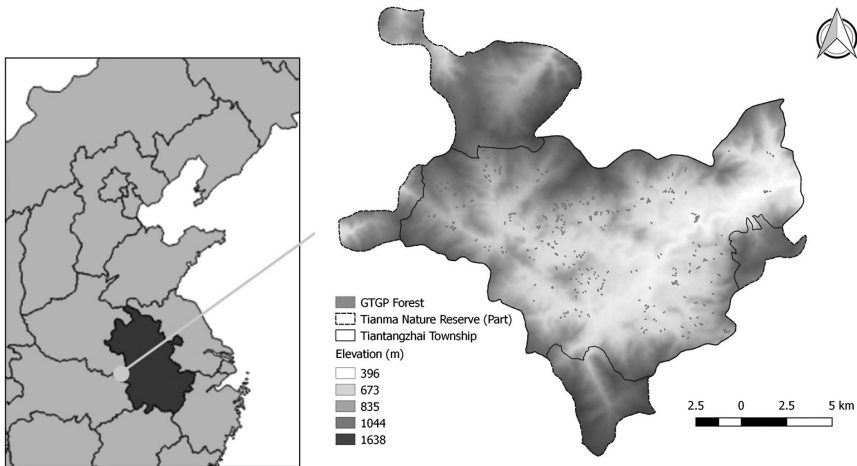 GTGP Forest
Tianma Nature Reserve (Part)
Tiantangzhai Township
Elevation (m)
396
673
835
1044
1638
2.5 0 2.5 5 km